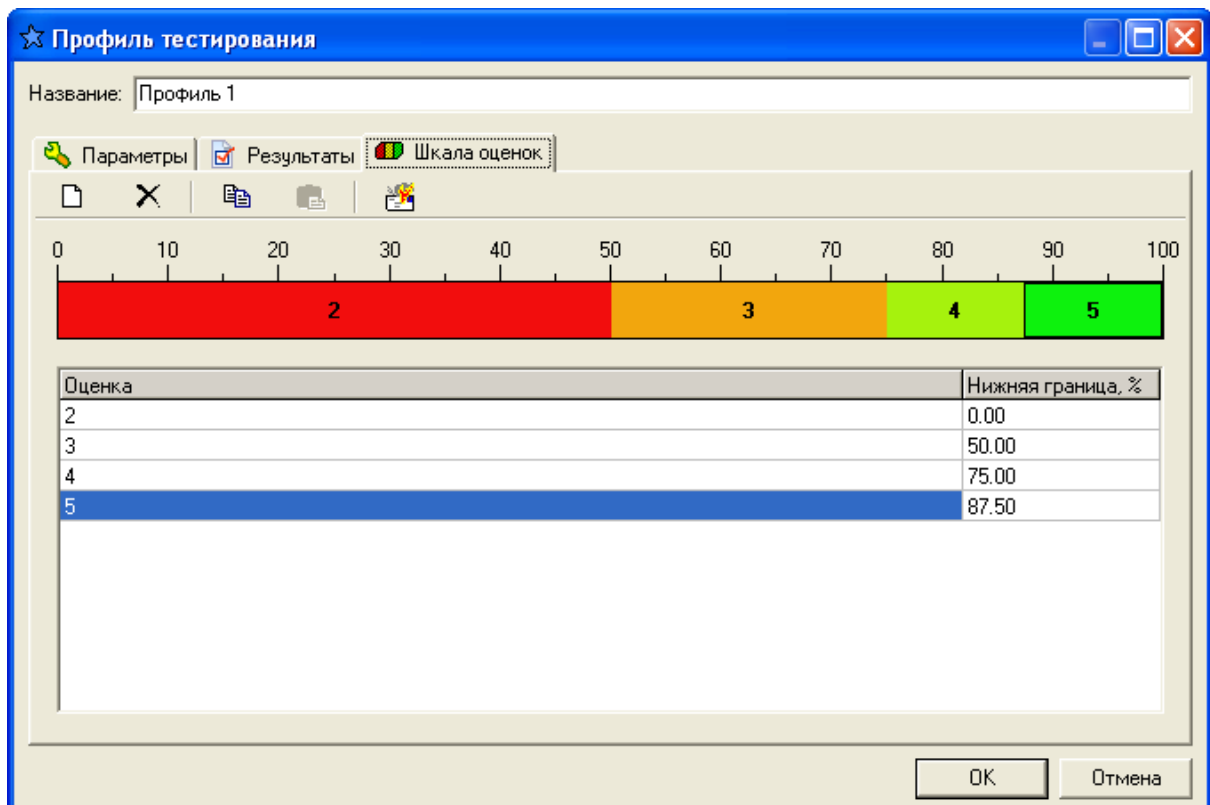 Профиль тестирования
Название: Профиль 1
Параметры Результаты Шкала оценок
0 10 20 30 40 50 60 70 80 90 100
2 3 4 5
Оценка Нижняя граница, %
2 0.00
3 50.00
4 75.00
5 87.50
OK Отмена